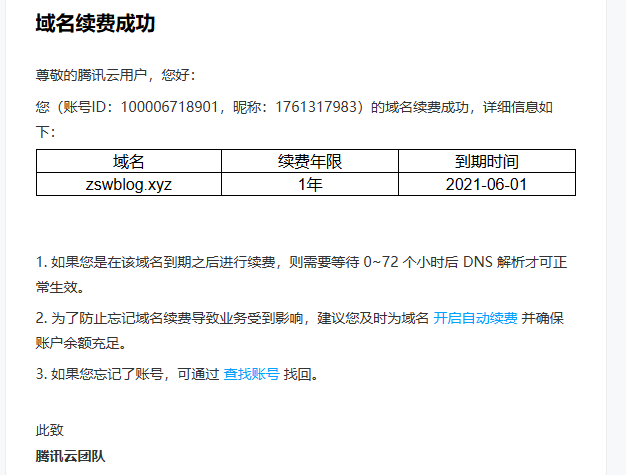 域名续费成功
尊敬的腾讯云用户，您好：
您（账号ID：100006718901，昵称：1761317983）的域名续费成功，详细信息如
下：
域名 续费年限 到期时间
zswblog.xyz 1年 2021-06-01
1. 如果您是在该域名到期之后进行续费，则需要等待 0~72 个小时后 DNS 解析才可正
常生效。
2. 为了防止忘记域名续费导致业务受到影响，建议您及时为域名 开启自动续费 并确保
账户余额充足。
3. 如果您忘记了账号，可通过 查找账号 找回。
此致
腾讯云团队